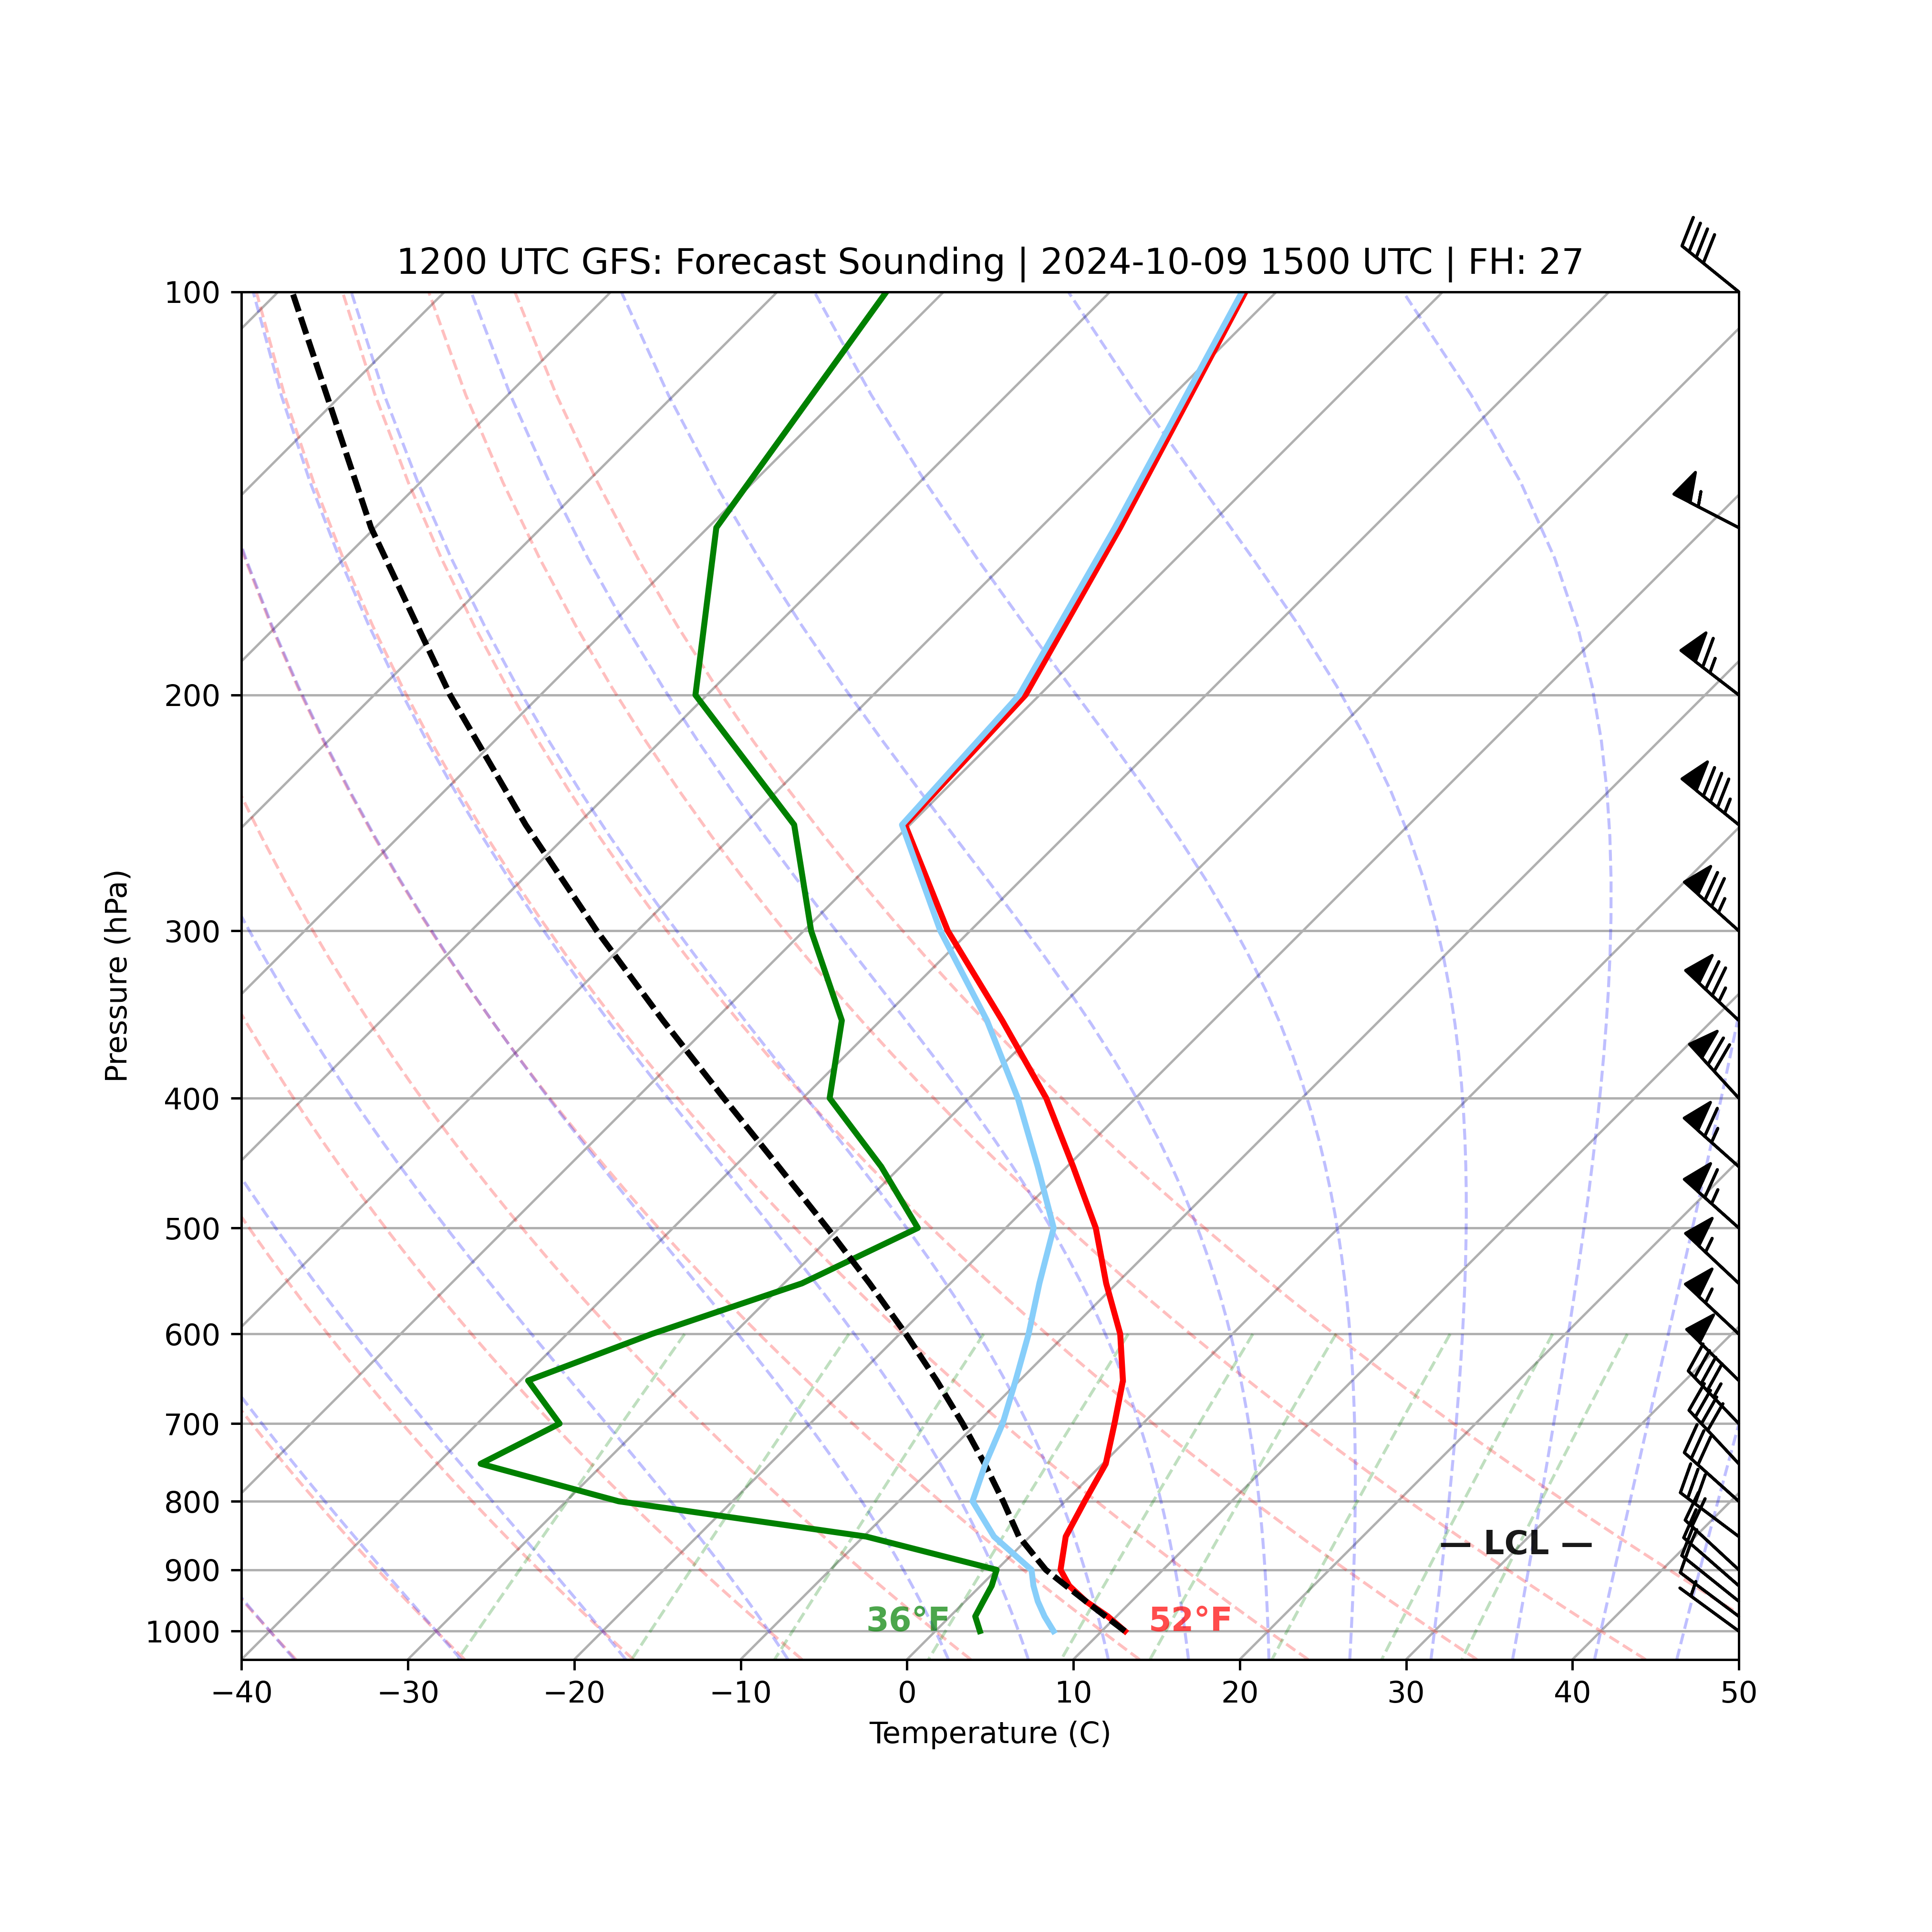 1200 UTC GFS: Forecast Sounding | 2024-10-09 1500 UTC | FH: 27
100
200
300
400
500
600
700
800
900
1000
Pressure (hPa)
— LCL —
36°F
52°F
−40 −30 −20 −10 0 10 20 30 40 50
Temperature (C)